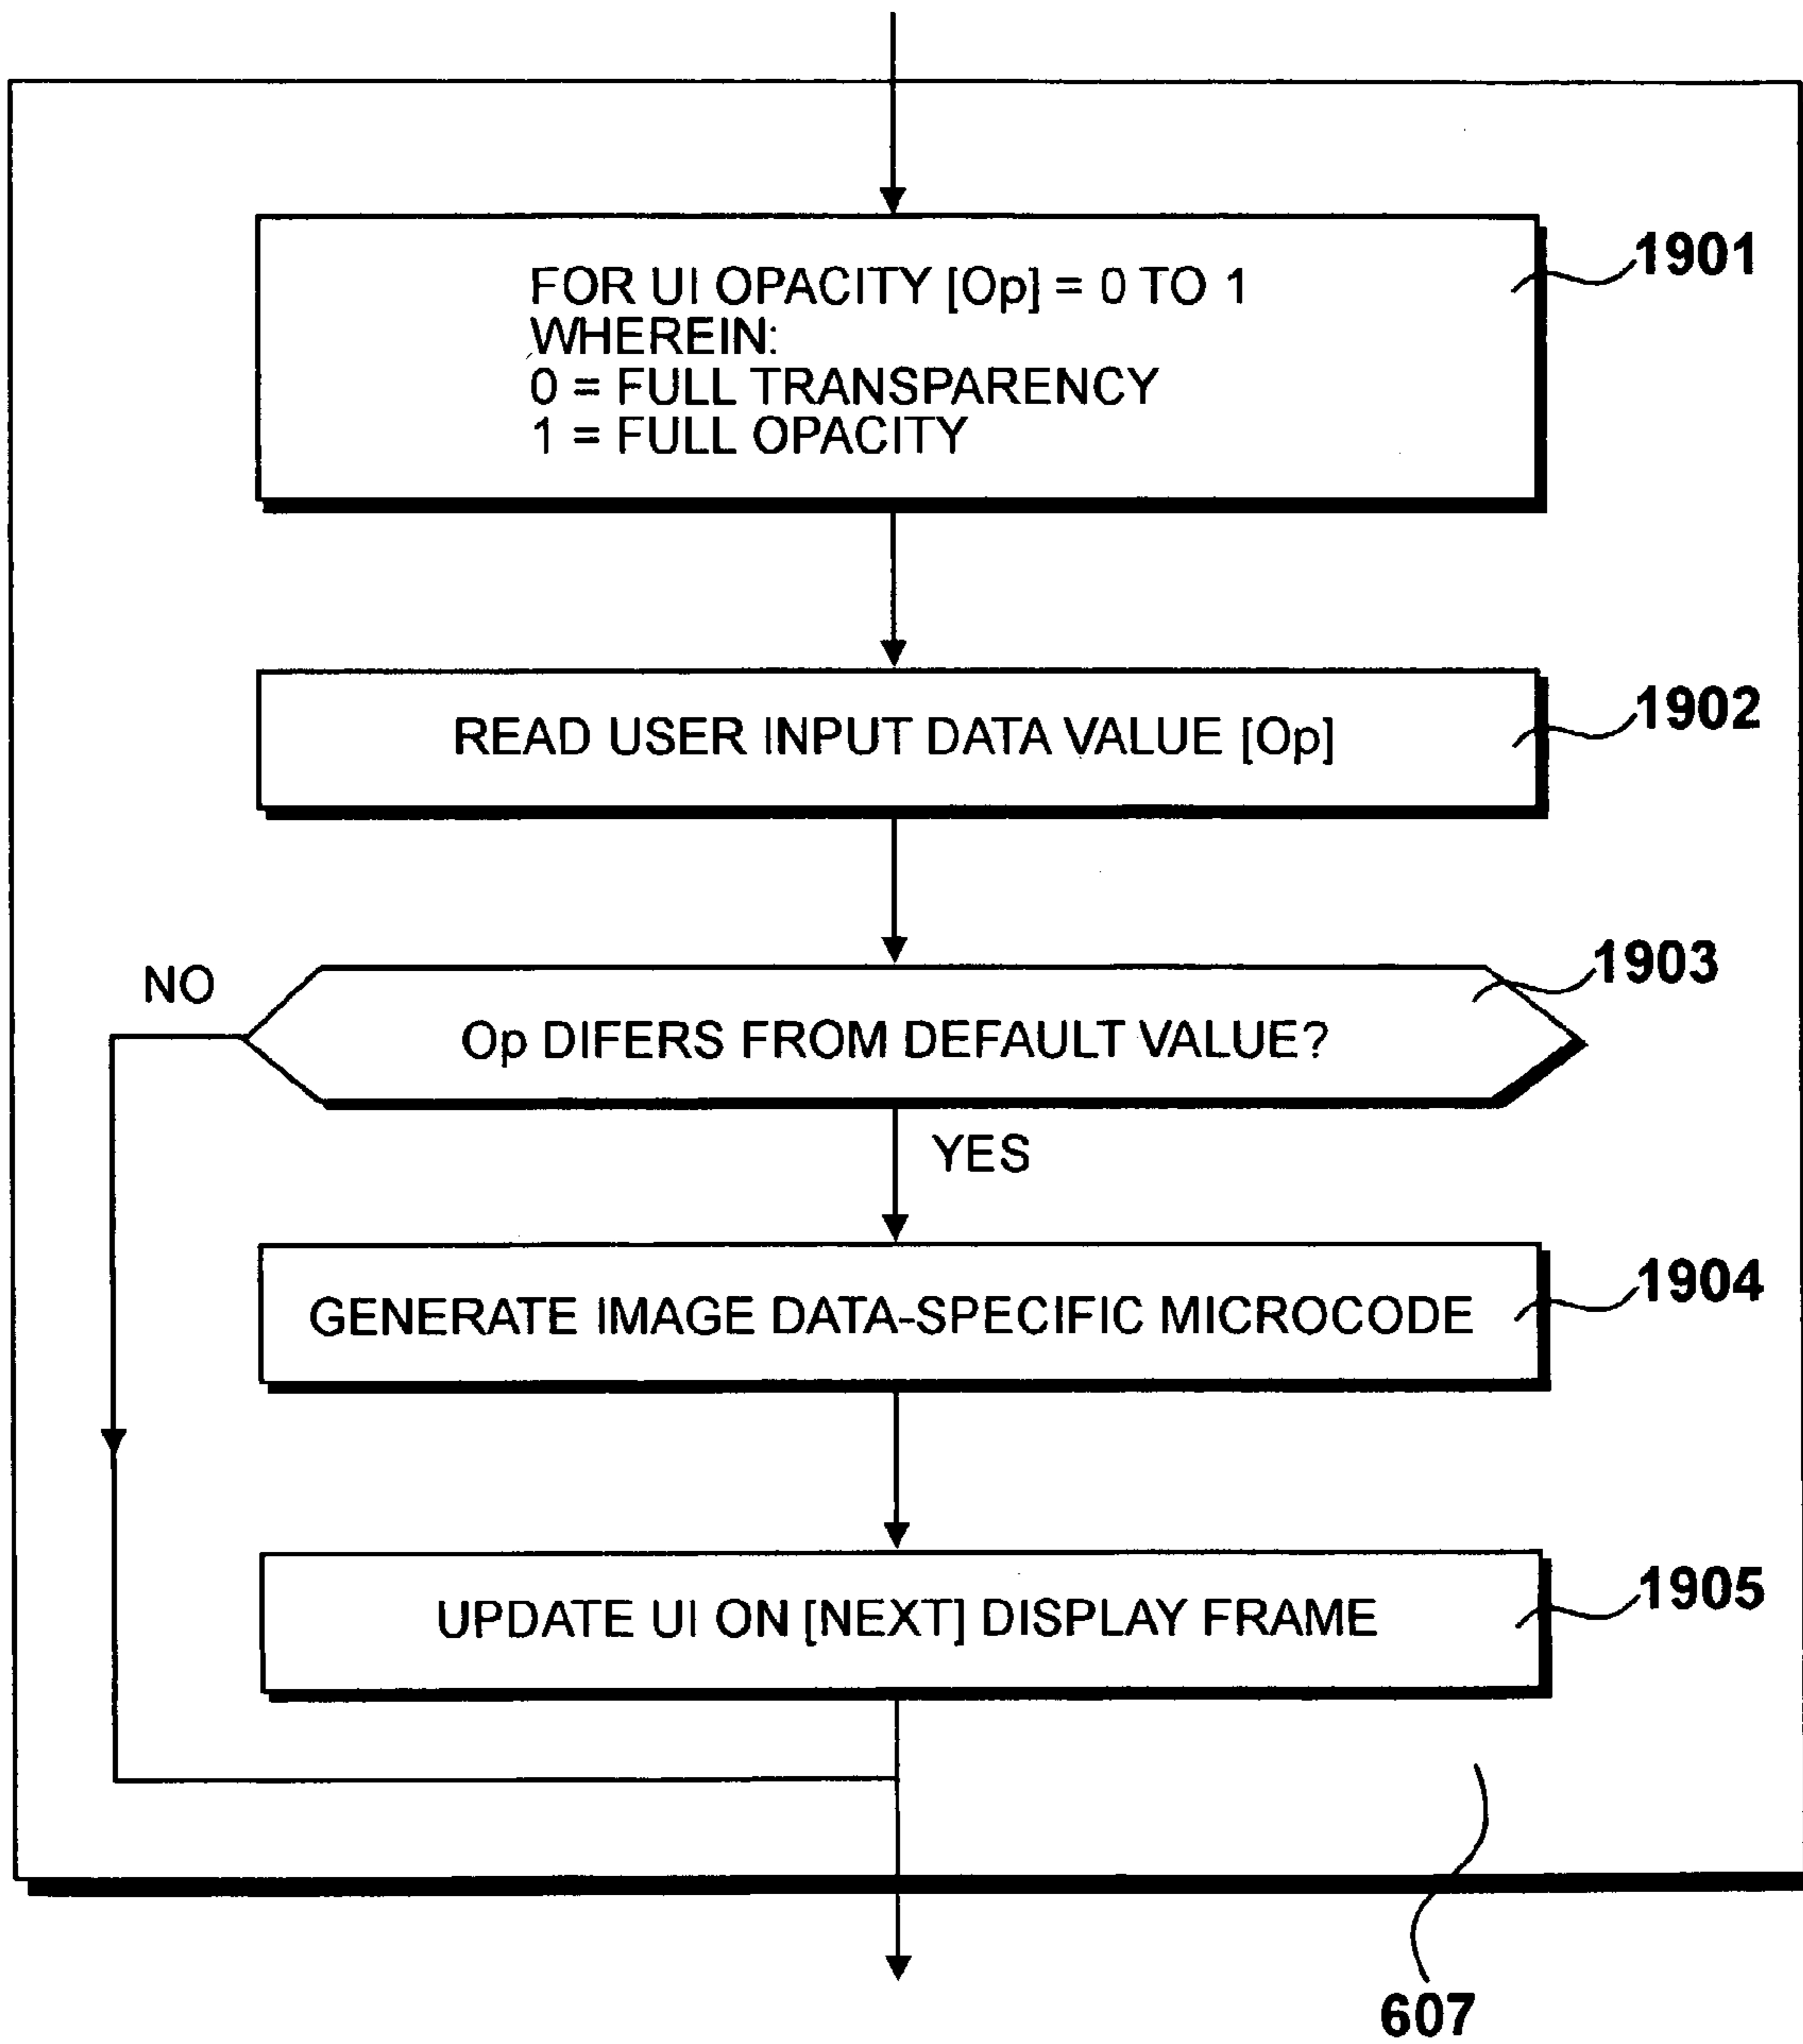 FOR UI OPACITY [Op] = 0 TO 1
WHEREIN:
0 = FULL TRANSPARENCY
1 = FULL OPACITY
1901
READ USER INPUT DATA VALUE [Op]
1902
NO
Op DIFERS FROM DEFAULT VALUE?
1903
YES
GENERATE IMAGE DATA-SPECIFIC MICROCODE
1904
UPDATE UI ON [NEXT] DISPLAY FRAME
1905
607